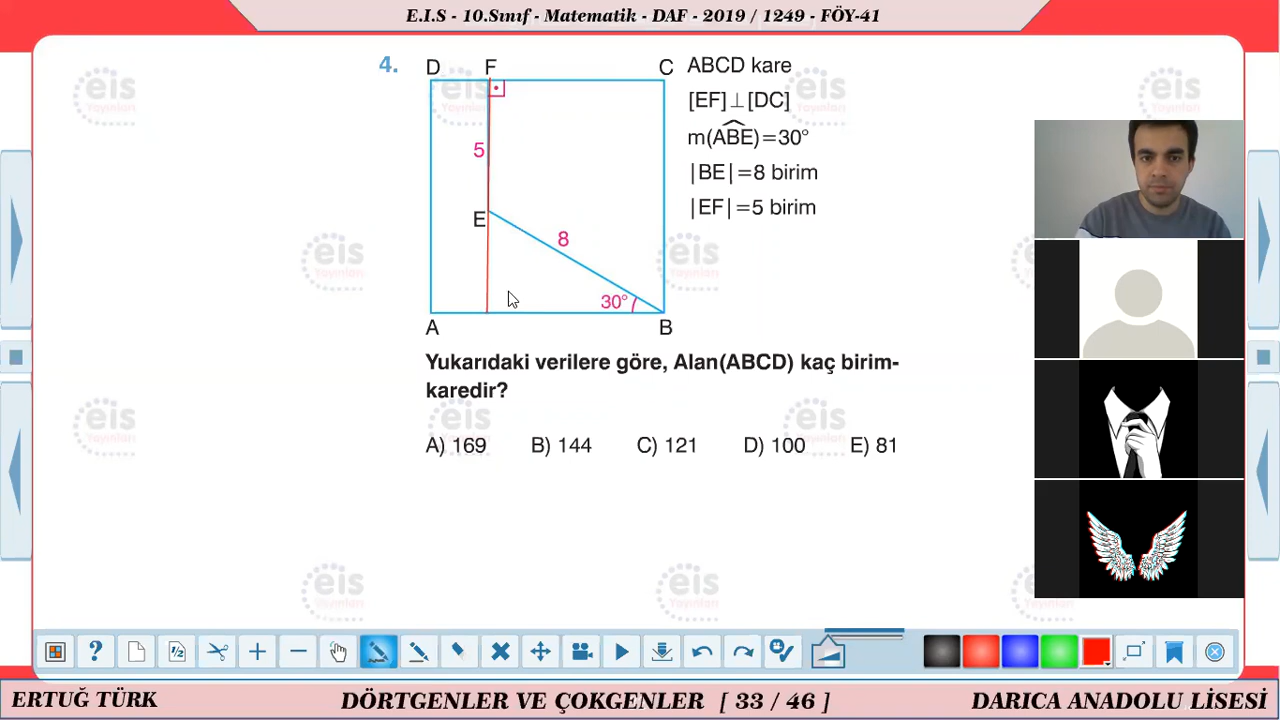 E.I.S - 10.Sınıf - Matematik - DAF - 2019 / 1249 - FÖY-41
4.
D F C
ABCD kare
[EF]⊥[DC]
m(ABE)=30°
|BE|=8 birim
|EF|=5 birim
5
E
8
30°
A B
Yukarıdaki verilere göre, Alan(ABCD) kaç birim-
karedir?
A) 169 B) 144 C) 121 D) 100 E) 81
eis Yayınları
ERTUĞ TÜRK
DÖRTGENLER VE ÇOKGENLER [ 33 / 46 ]
DARICA ANADOLU LİSESİ